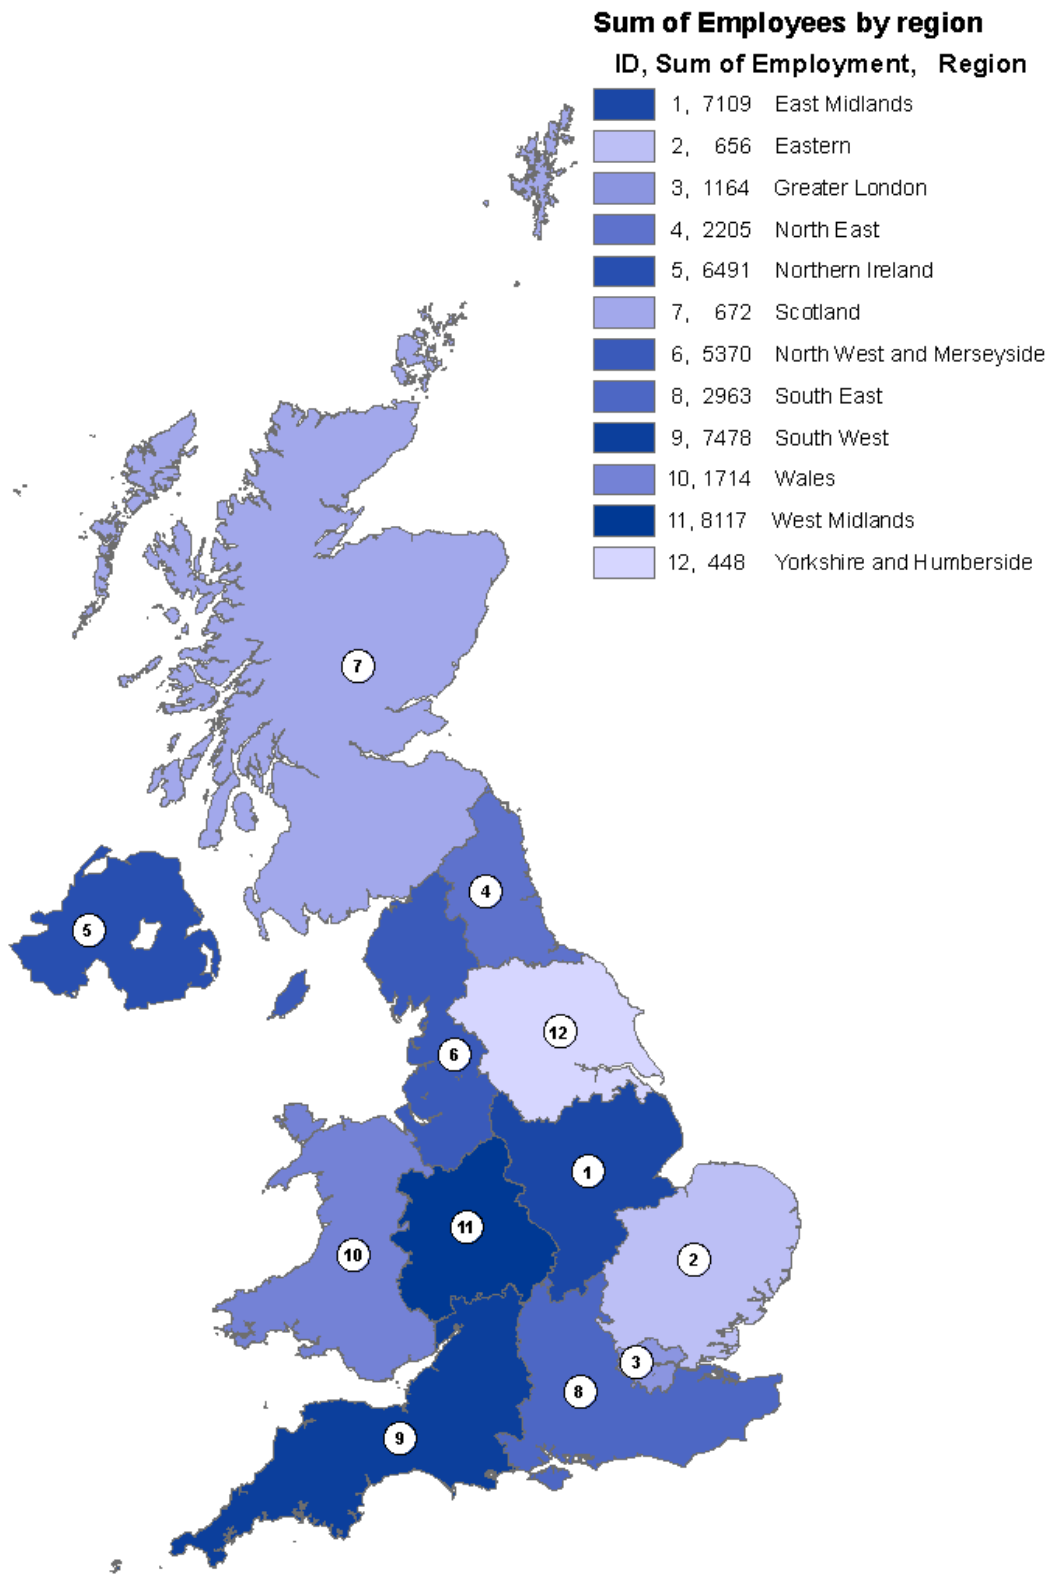 Sum of Employees by region
ID, Sum of Employment, Region
1, 7109 East Midlands
2, 656 Eastern
3, 1164 Greater London
4, 2205 North East
5, 6491 Northern Ireland
7, 672 Scotland
6, 5370 North West and Merseyside
8, 2963 South East
9, 7478 South West
10, 1714 Wales
11, 8117 West Midlands
12, 448 Yorkshire and Humberside
7
4
5
12
6
1
11
10
2
3
8
9